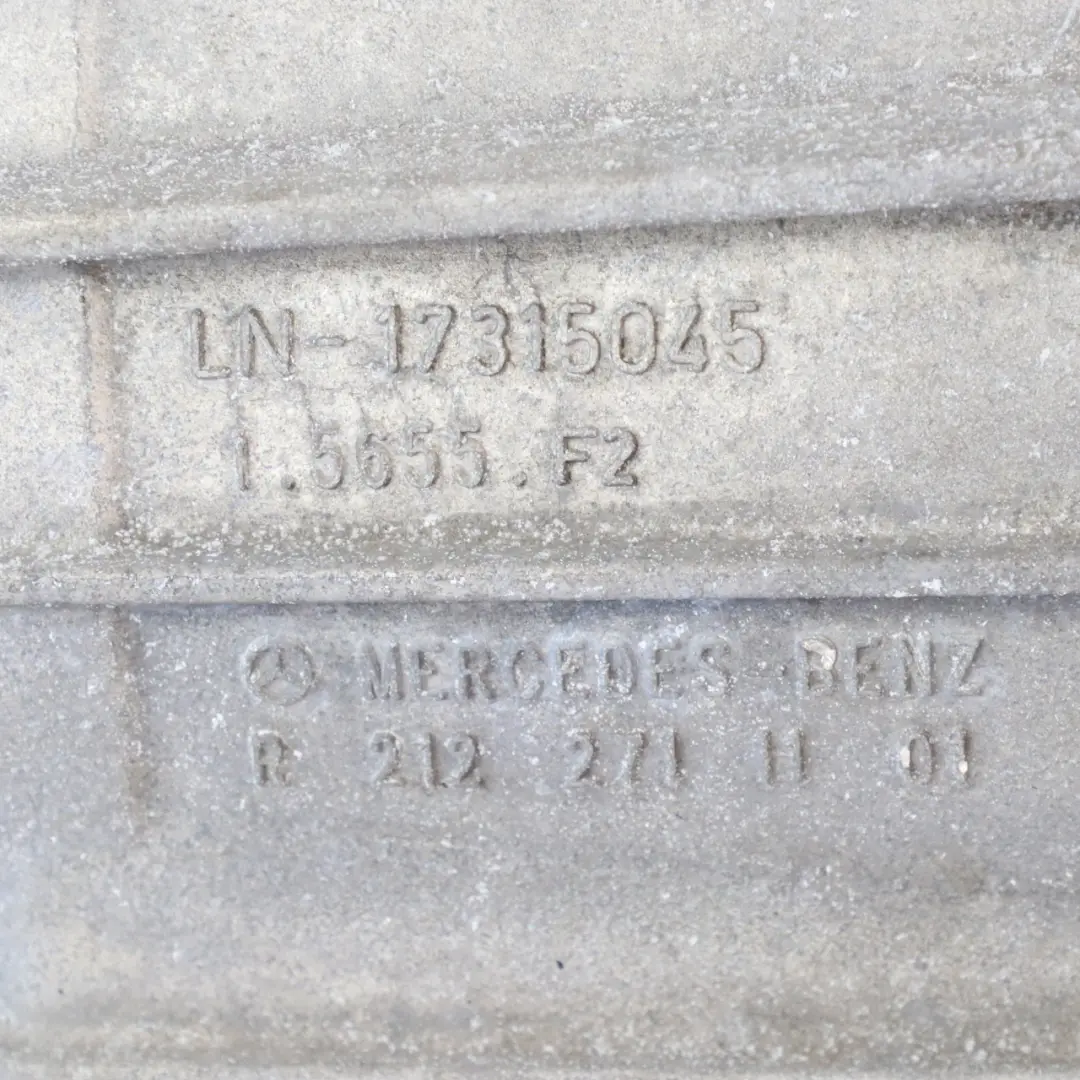 LN-17315045
1.5655.F2
MERCEDES-BENZ
R 212 271 11 01